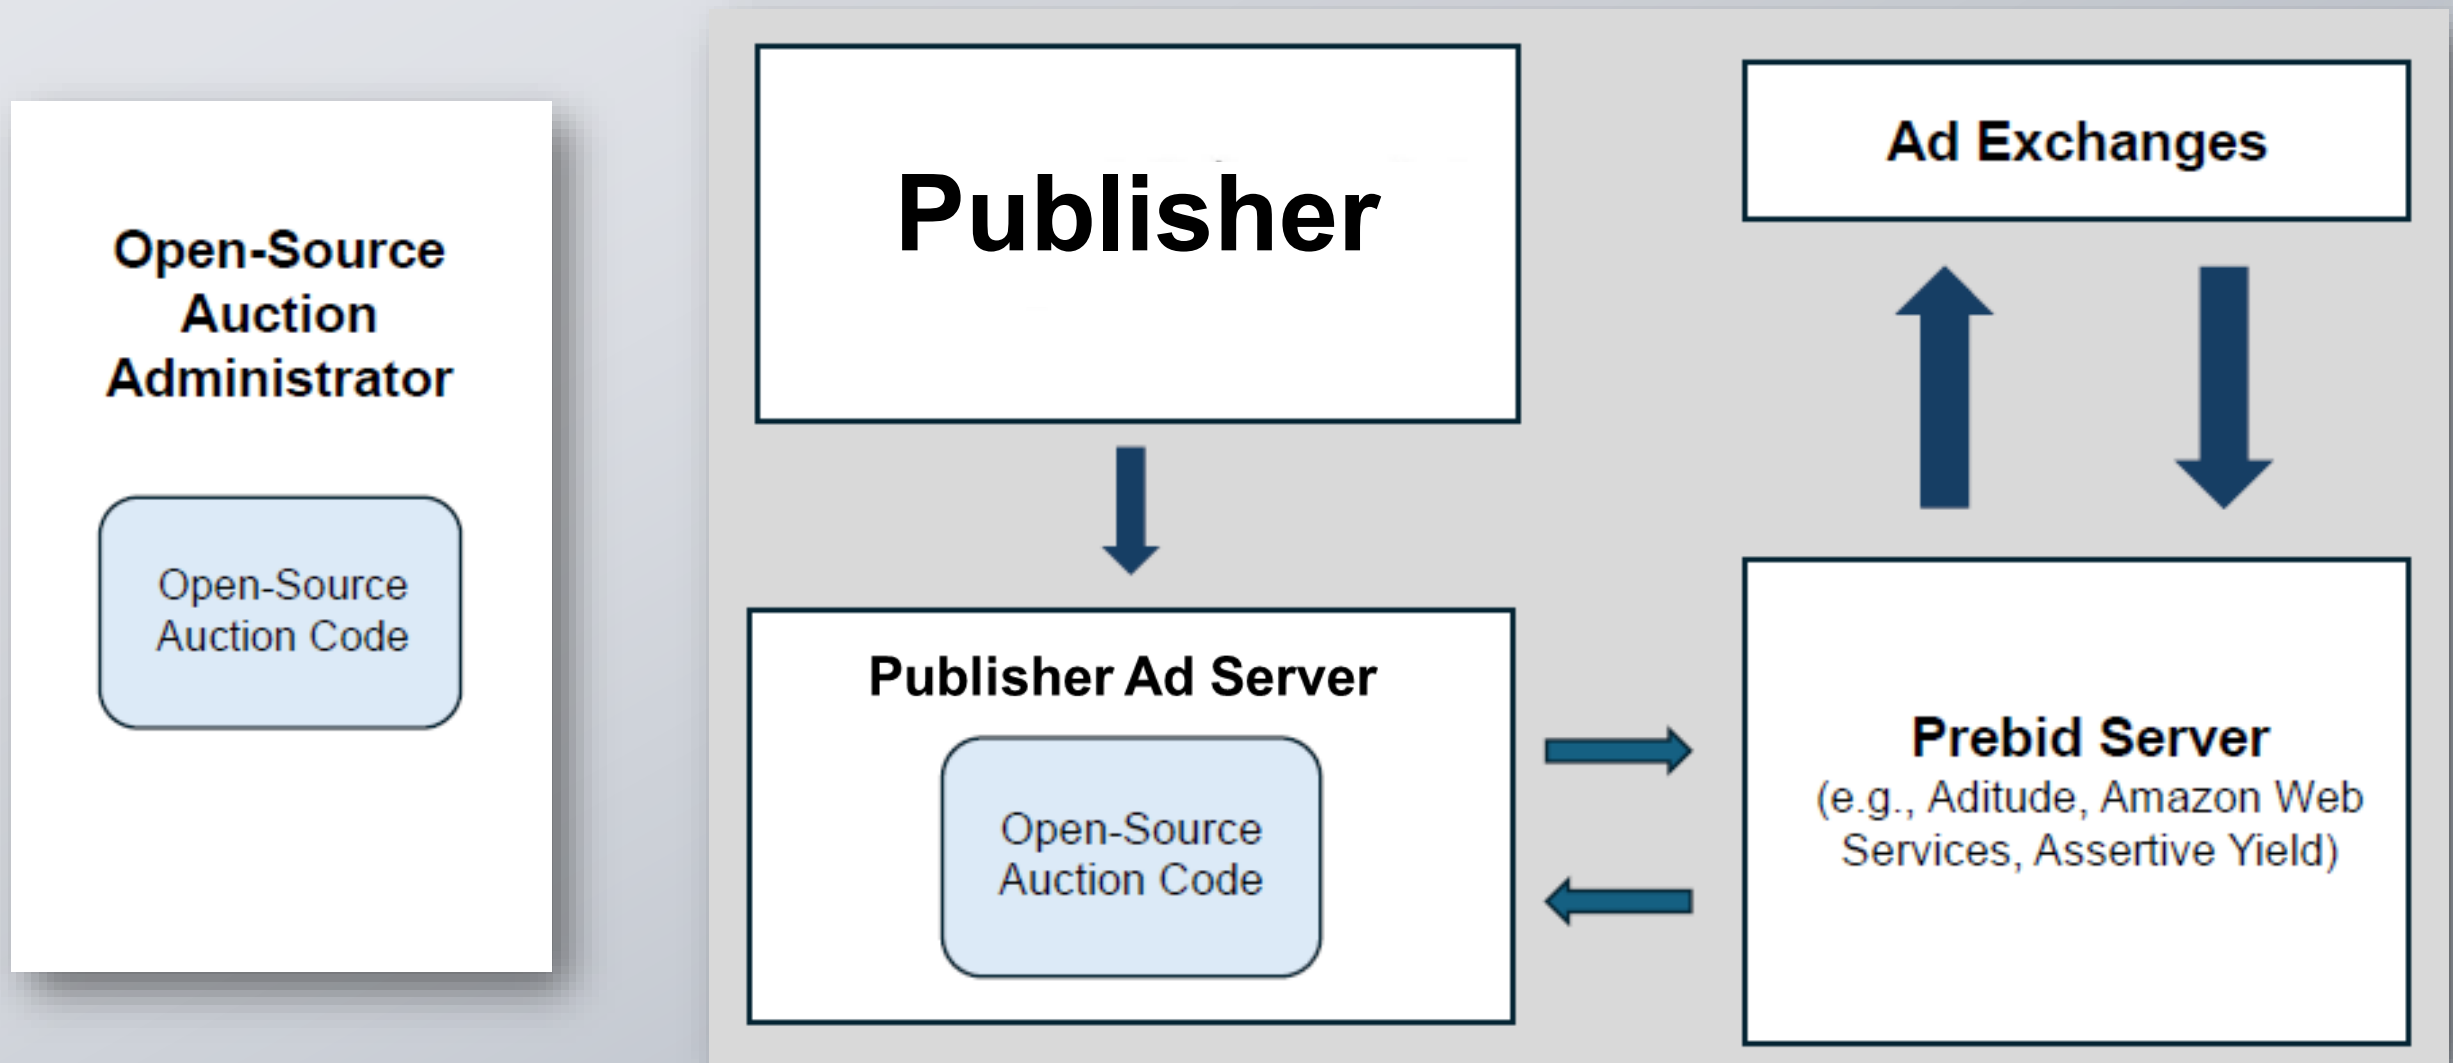 Open-Source
Auction
Administrator
Open-Source
Auction Code
Publisher
Publisher Ad Server
Open-Source
Auction Code
Ad Exchanges
Prebid Server
(e.g., Aditude, Amazon Web
Services, Assertive Yield)